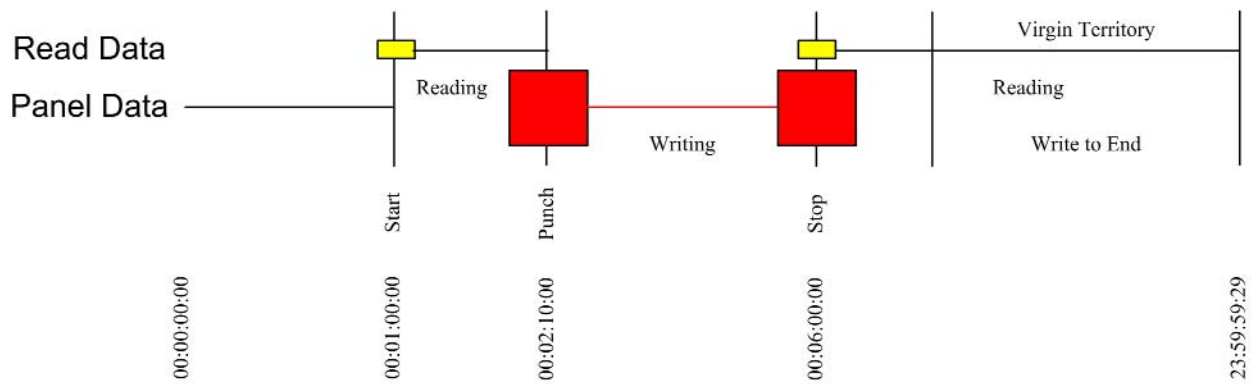 Virgin Territory
Read Data
Reading
Reading
Panel Data
Writing
Write to End
Start
Punch
Stop
00:00:00:00
00:01:00:00
00:02:10:00
00:06:00:00
23:59:59:29